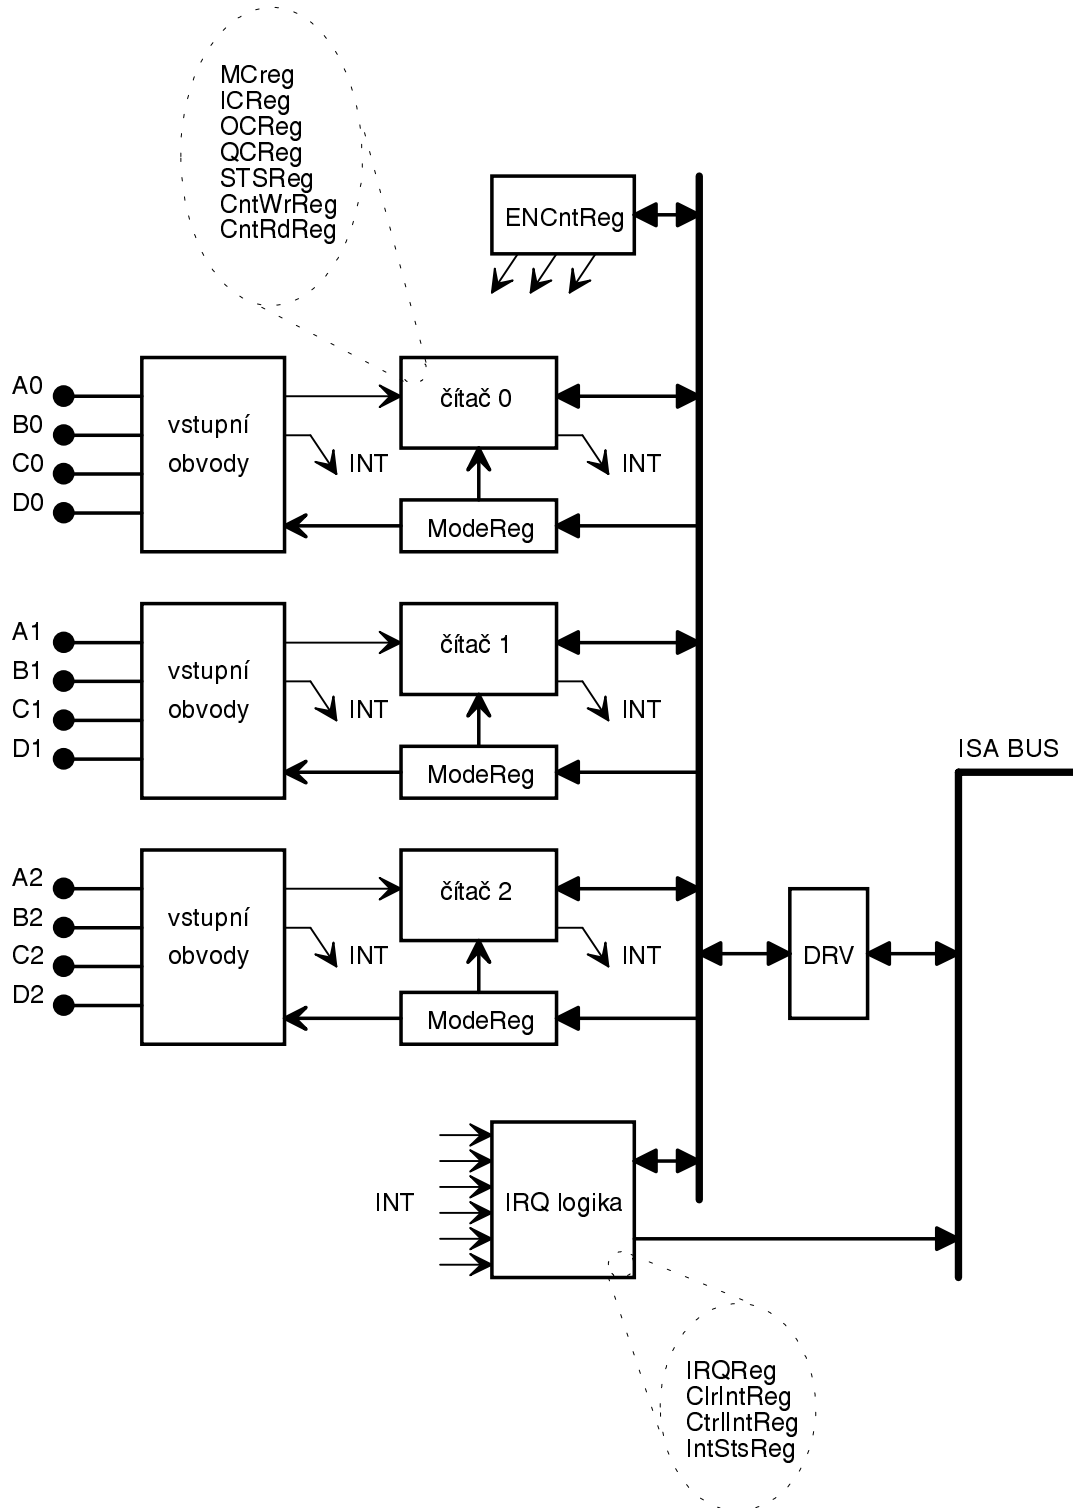 MCreg
ICReg
OCReg
QCReg
STSReg
CntWrReg
CntRdReg
ENCntReg
A0
B0
C0
D0
vstupní
obvody
čítač 0
INT
INT
ModeReg
A1
B1
C1
D1
vstupní
obvody
čítač 1
INT
INT
ModeReg
ISA BUS
A2
B2
C2
D2
vstupní
obvody
čítač 2
INT
INT
ModeReg
DRV
INT
IRQ logika
IRQReg
ClrIntReg
CtrlIntReg
IntStsReg